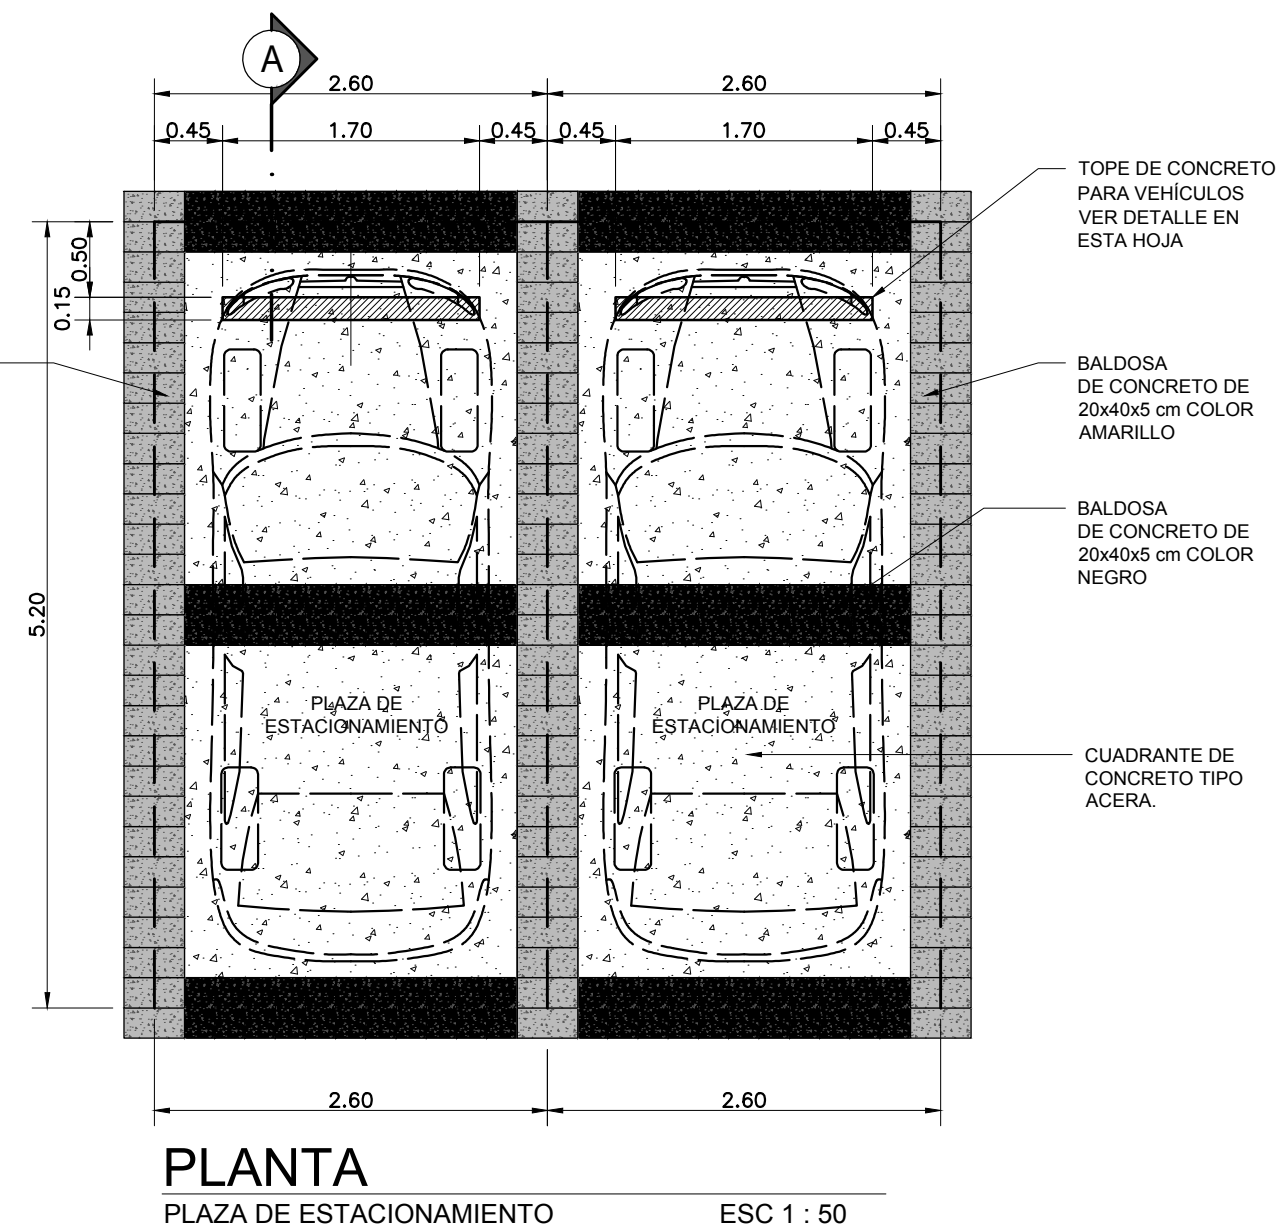 A
2.60
2.60
0.45
1.70
0.45
0.45
1.70
0.45
TOPE DE CONCRETO
PARA VEHÍCULOS
VER DETALLE EN
ESTA HOJA
0.50
0.15
BALDOSA
DE CONCRETO DE
20x40x5 cm COLOR
AMARILLO
BALDOSA
DE CONCRETO DE
20x40x5 cm COLOR
NEGRO
5.20
PLAZA DE
ESTACIONAMIENTO
PLAZA DE
ESTACIONAMIENTO
CUADRANTE DE
CONCRETO TIPO
ACERA.
2.60
2.60
PLANTA
PLAZA DE ESTACIONAMIENTO
ESC 1 : 50